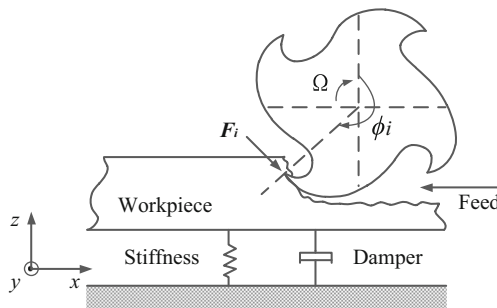 Ω
ϕi
Fi
Workpiece
Feed
Stiffness
Damper
z
y
x